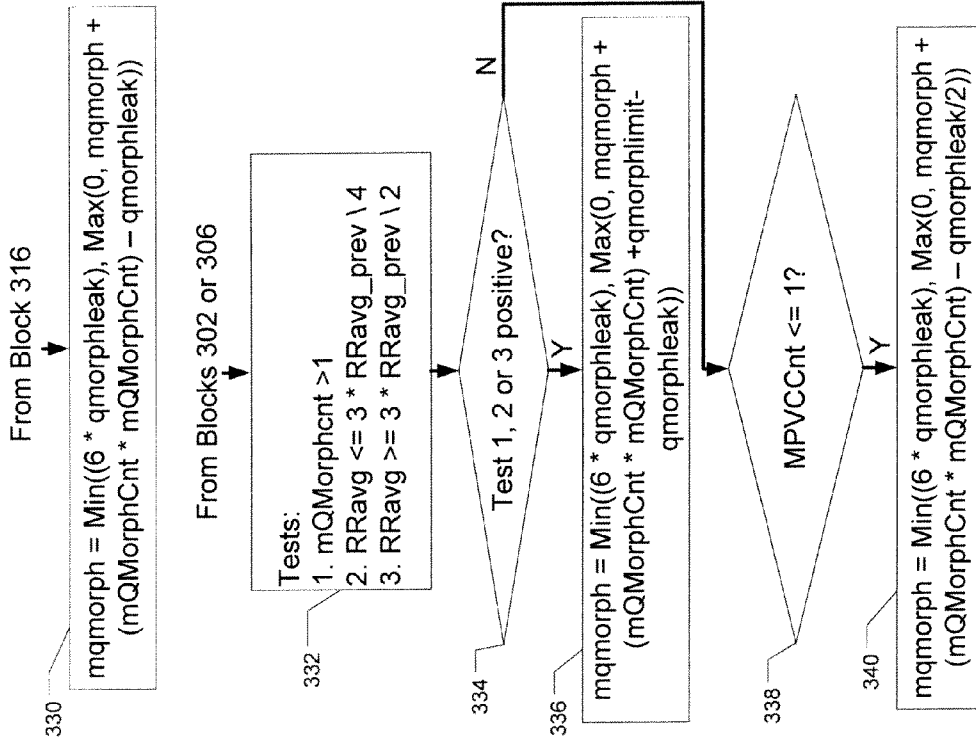 From Block 316
330
mqmorph = Min((6 * qmorphleak), Max(0, mqmorph +
(mQMorphCnt * mQMorphCnt) – qmorphleak))
From Blocks 302 or 306
332
Tests:
1. mQMorphcnt >1
2. RRavg <= 3 * RRavg_prev \ 4
3. RRavg >= 3 * RRavg_prev \ 2
334
Test 1, 2 or 3 positive?
N
Y
336
mqmorph = Min((6 * qmorphleak), Max(0, mqmorph +
(mQMorphCnt * mQMorphCnt) +qmorphlimit-
qmorphleak))
338
MPVCCnt <= 1?
Y
340
mqmorph = Min((6 * qmorphleak), Max(0, mqmorph +
(mQMorphCnt * mQMorphCnt) – qmorphleak/2))